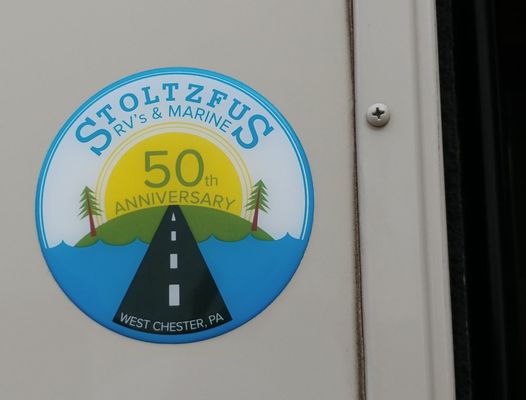 STOLTZFUS
RV's & MARINE
50th
ANNIVERSARY
WEST CHESTER, PA